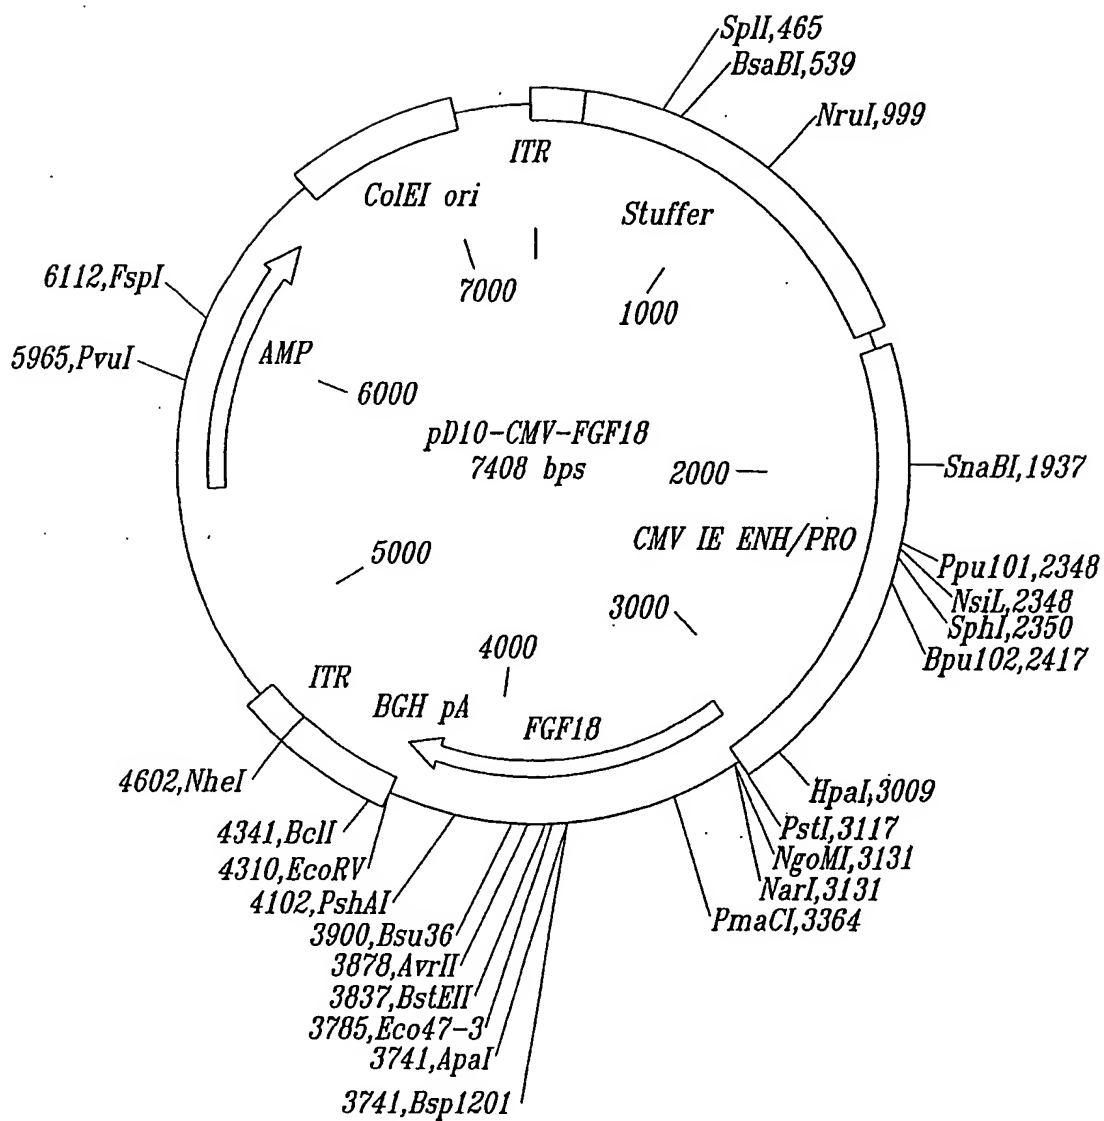 SplI,465
BsaBI,539
NruI,999
ITR
ColEI ori
Stuffer
7000
1000
6112,FspI
5965,PvuI
AMP
6000
pD10-CMV-FGF18
7408 bps
2000
SnaBI,1937
CMV IE ENH/PRO
5000
Ppu101,2348
NsiL,2348
SphI,2350
Bpu102,2417
3000
4000
ITR
BGH pA
FGF18
4602,NheI
HpaI,3009
PstI,3117
NgoMI,3131
NarI,3131
PmaCI,3364
4341,BclI
4310,EcoRV
4102,PshAI
3900,Bsu36
3878,AvrII
3837,BstEII
3785,Eco47-3
3741,ApaI
3741,Bsp1201